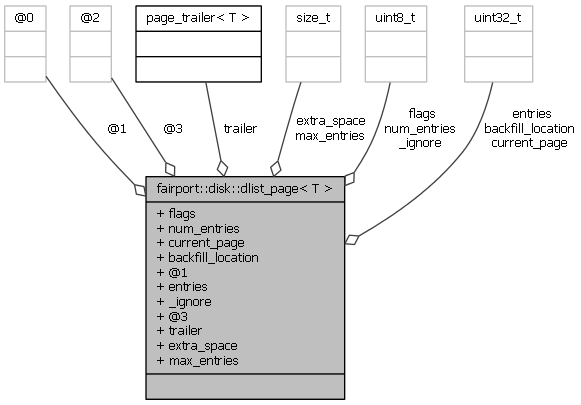 @0
@2
page_trailer< T >
size_t
uint8_t
uint32_t
@1
@3
trailer
extra_space
max_entries
flags
num_entries
_ignore
entries
backfill_location
current_page
fairport::disk::dlist_page< T >
+ flags
+ num_entries
+ current_page
+ backfill_location
+ @1
+ entries
+ _ignore
+ @3
+ trailer
+ extra_space
+ max_entries